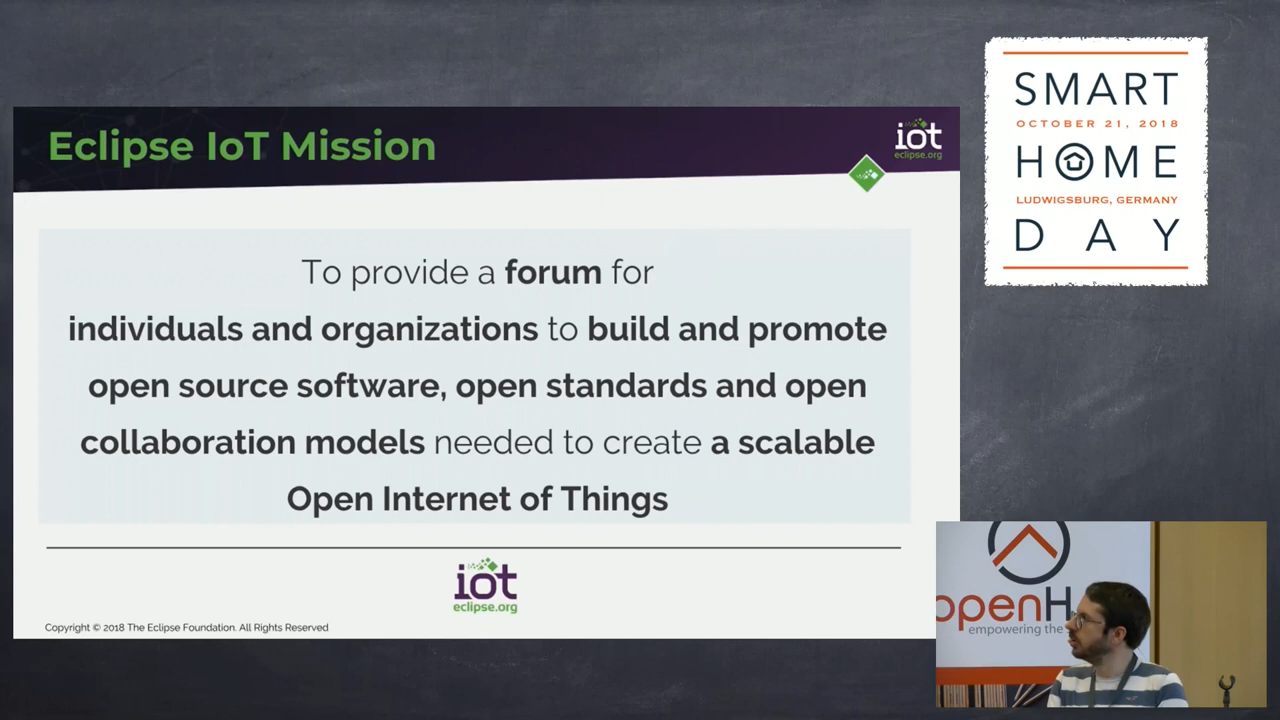 Eclipse IoT Mission
iot
eclipse.org
To provide a forum for
individuals and organizations to build and promote
open source software, open standards and open
collaboration models needed to create a scalable
Open Internet of Things
iot
eclipse.org
Copyright © 2018 The Eclipse Foundation. All Rights Reserved
SMART
OCTOBER 21, 2018
HOME
LUDWIGSBURG, GERMANY
DAY
openH
empowering the